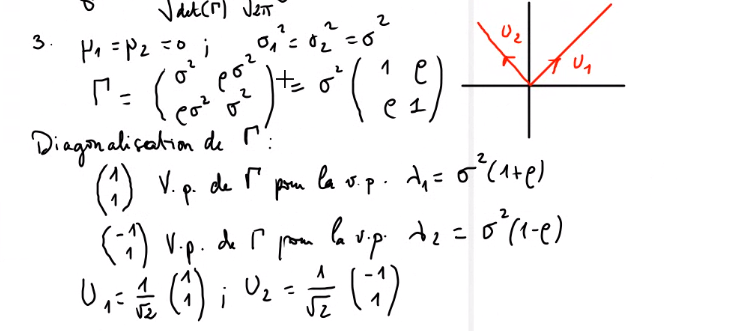 √det(Γ) √2π
3. μ₁ = μ₂ = 0 ; σ₁² = σ₂² = σ²
Γ = ( σ² ρσ² ; ρσ² σ² ) = σ² ( 1 ρ ; ρ 1 )
U₂ U₁
Diagonalisation de Γ :
( 1 ; 1 ) V.p. de Γ pour la v.p. λ₁ = σ²(1+ρ)
( -1 ; 1 ) V.p. de Γ pour la v.p. λ₂ = σ²(1-ρ)
U₁ = 1/√2 ( 1 ; 1 ) ; U₂ = 1/√2 ( -1 ; 1 )